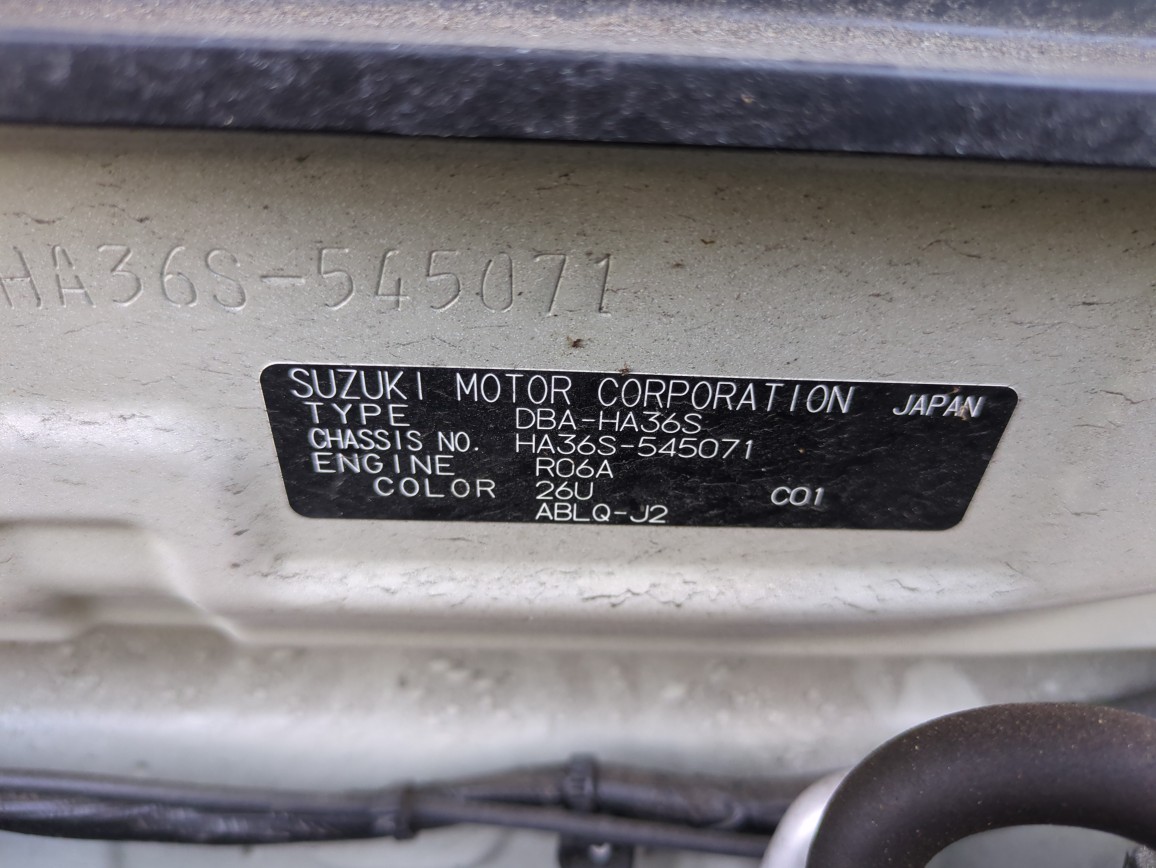 HA36S-545071
SUZUKI MOTOR CORPORATION JAPAN
TYPE DBA-HA36S
CHASSIS NO. HA36S-545071
ENGINE R06A
COLOR 26U C01
ABLQ-J2